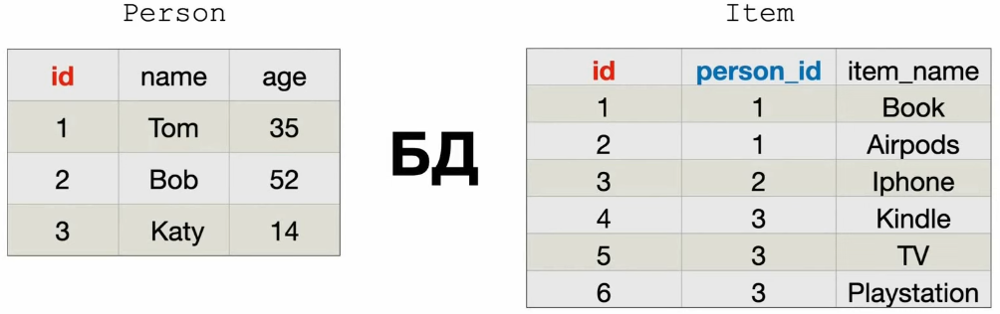 Person
id name age
1 Tom 35
2 Bob 52
3 Katy 14
БД
Item
id person_id item_name
1 1 Book
2 1 Airpods
3 2 Iphone
4 3 Kindle
5 3 TV
6 3 Playstation